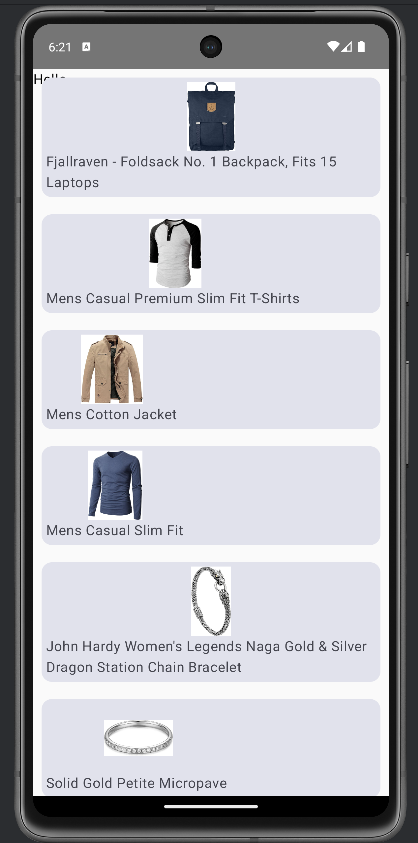 6:21 A
Hello
Fjallraven - Foldsack No. 1 Backpack, Fits 15
Laptops
Mens Casual Premium Slim Fit T-Shirts
Mens Cotton Jacket
Mens Casual Slim Fit
John Hardy Women's Legends Naga Gold & Silver
Dragon Station Chain Bracelet
Solid Gold Petite Micropave